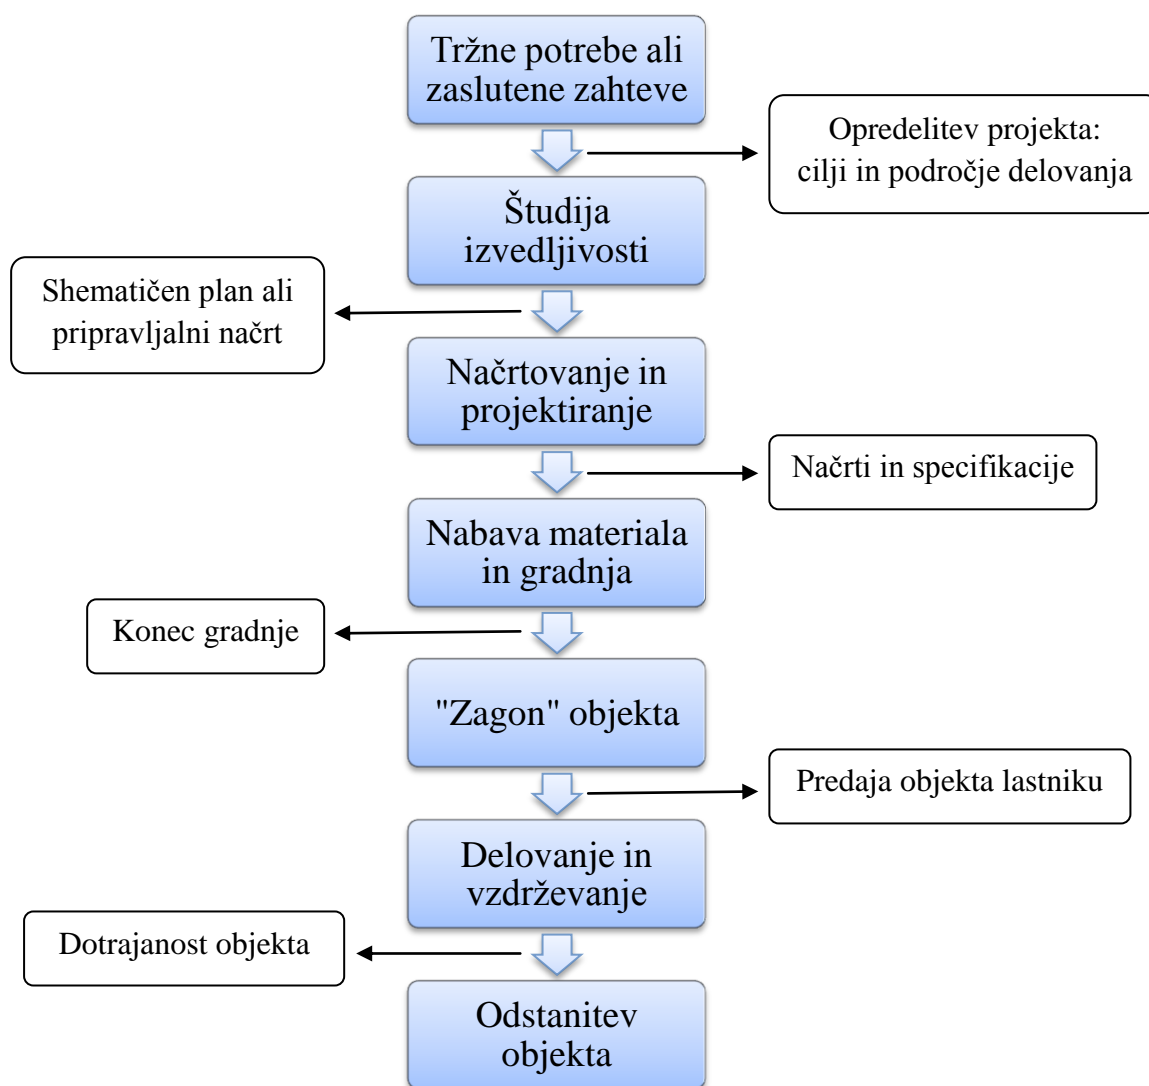 Tržne potrebe ali
zaslutene zahteve
Opredelitev projekta:
cilji in področje delovanja
Študija
izvedljivosti
Shematičen plan ali
pripravljalni načrt
Načrtovanje in
projektiranje
Načrti in specifikacije
Nabava materiala
in gradnja
Konec gradnje
"Zagon" objekta
Predaja objekta lastniku
Delovanje in
vzdrževanje
Dotrajanost objekta
Odstanitev
objekta